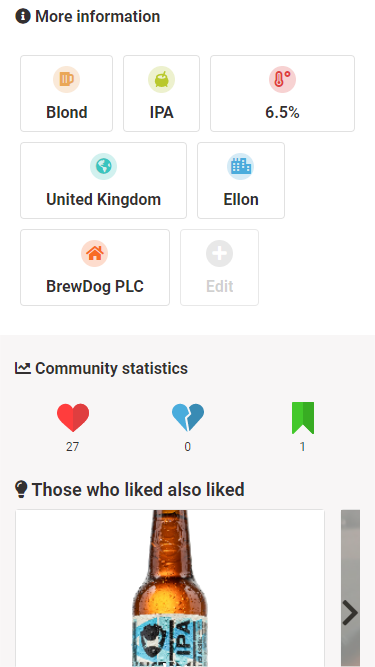 More information
Blond
IPA
6.5%
United Kingdom
Ellon
BrewDog PLC
Edit
Community statistics
27
0
1
Those who liked also liked
IPA